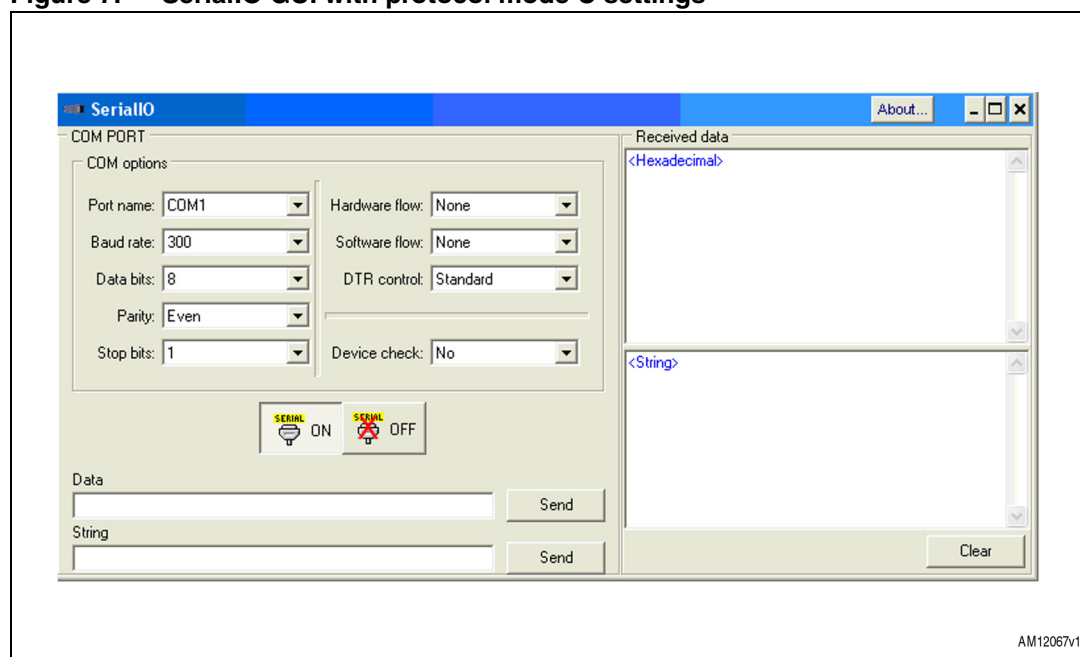 Figure 7. SerialIO GUI with protocol mode C settings
SerialIO
About...
COM PORT
COM options
Port name: COM1
Baud rate: 300
Data bits: 8
Parity: Even
Stop bits: 1
Hardware flow: None
Software flow: None
DTR control: Standard
Device check: No
SERIAL ON
SERIAL OFF
Data
Send
String
Send
Received data
<Hexadecimal>
<String>
Clear
AM12067v1